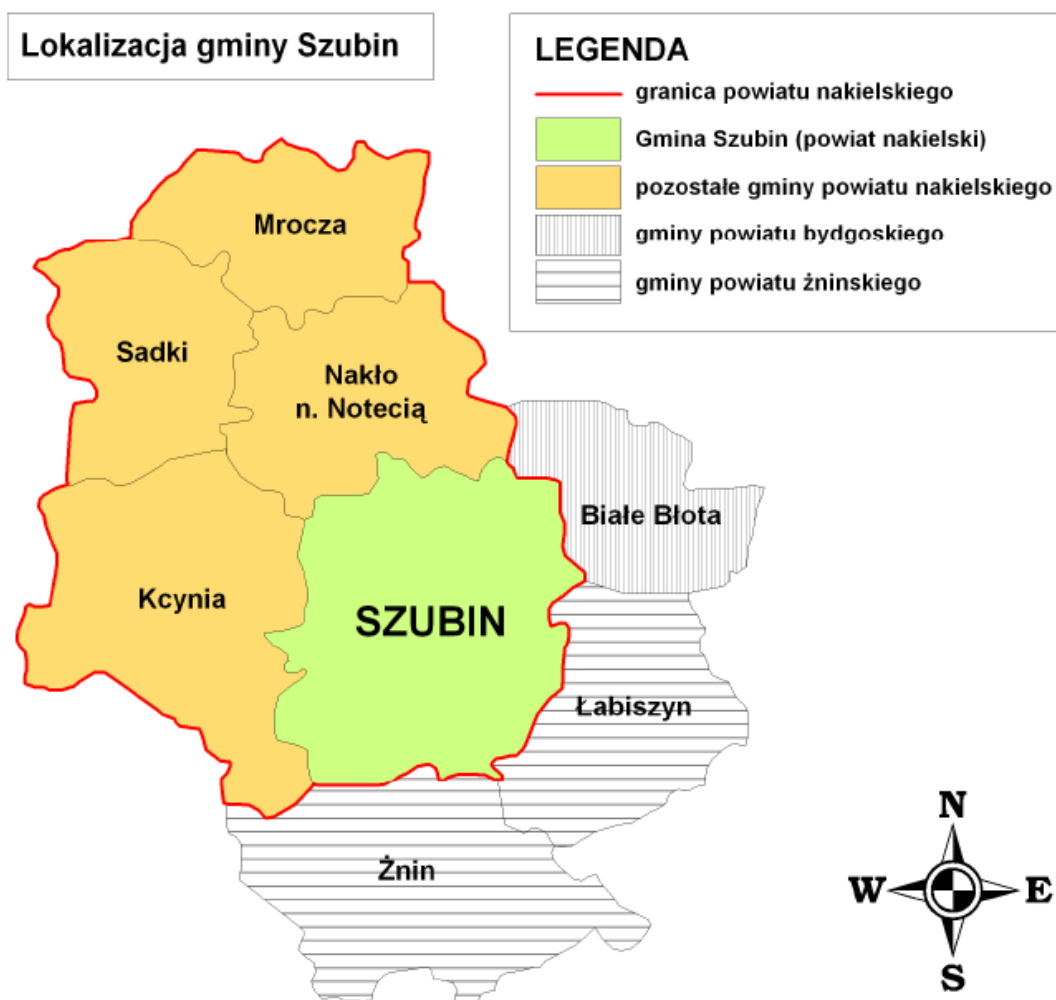 Lokalizacja gminy Szubin
LEGENDA
granica powiatu nakielskiego
Gmina Szubin (powiat nakielski)
pozostałe gminy powiatu nakielskiego
gminy powiatu bydgoskiego
gminy powiatu żninskiego
Mrocza
Sadki
Nakło
n. Notecią
Białe Błota
Kcynia
SZUBIN
Łabiszyn
Żnin
N
W
E
S